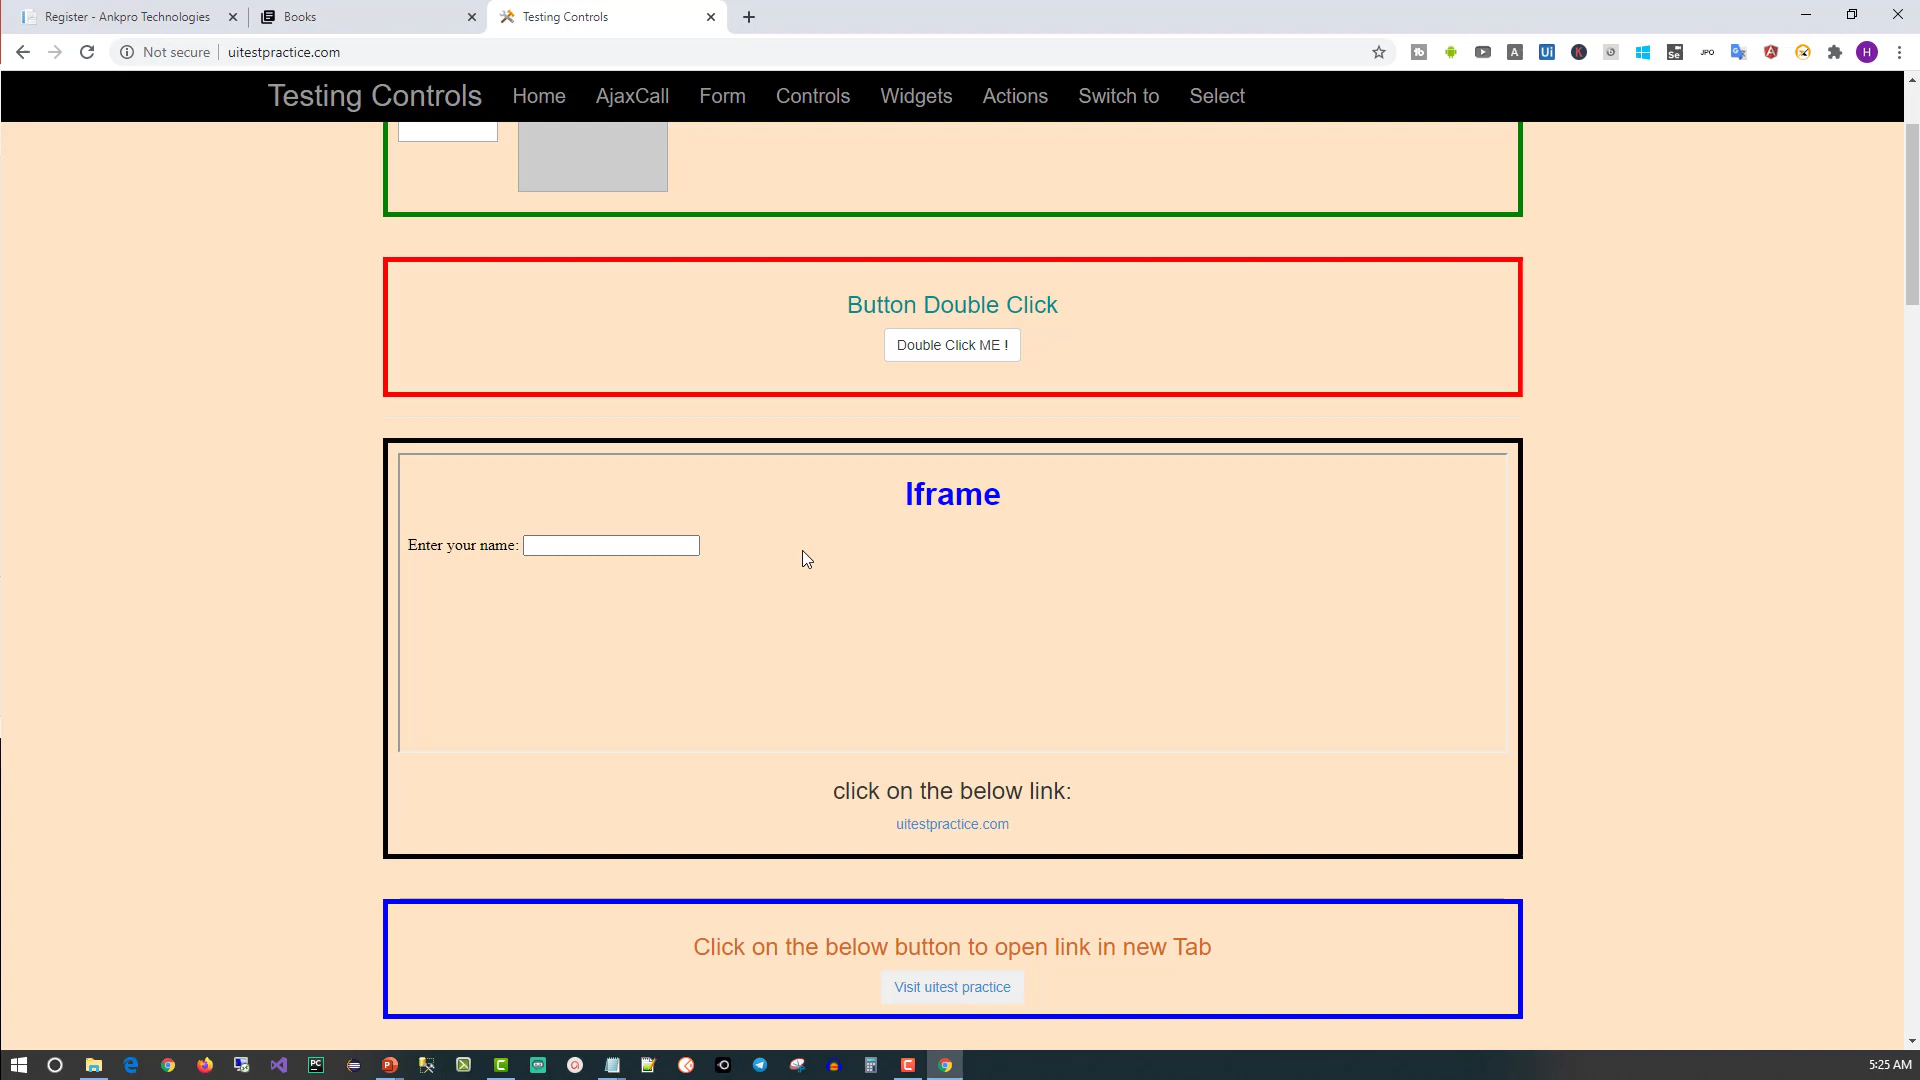 Register - Ankpro Technologies
Books
Testing Controls
Not secure
uitestpractice.com
Testing Controls
Home
AjaxCall
Form
Controls
Widgets
Actions
Switch to
Select
Button Double Click
Double Click ME !
Iframe
Enter your name:
click on the below link:
uitestpractice.com
Click on the below button to open link in new Tab
Visit uitest practice
5:25 AM